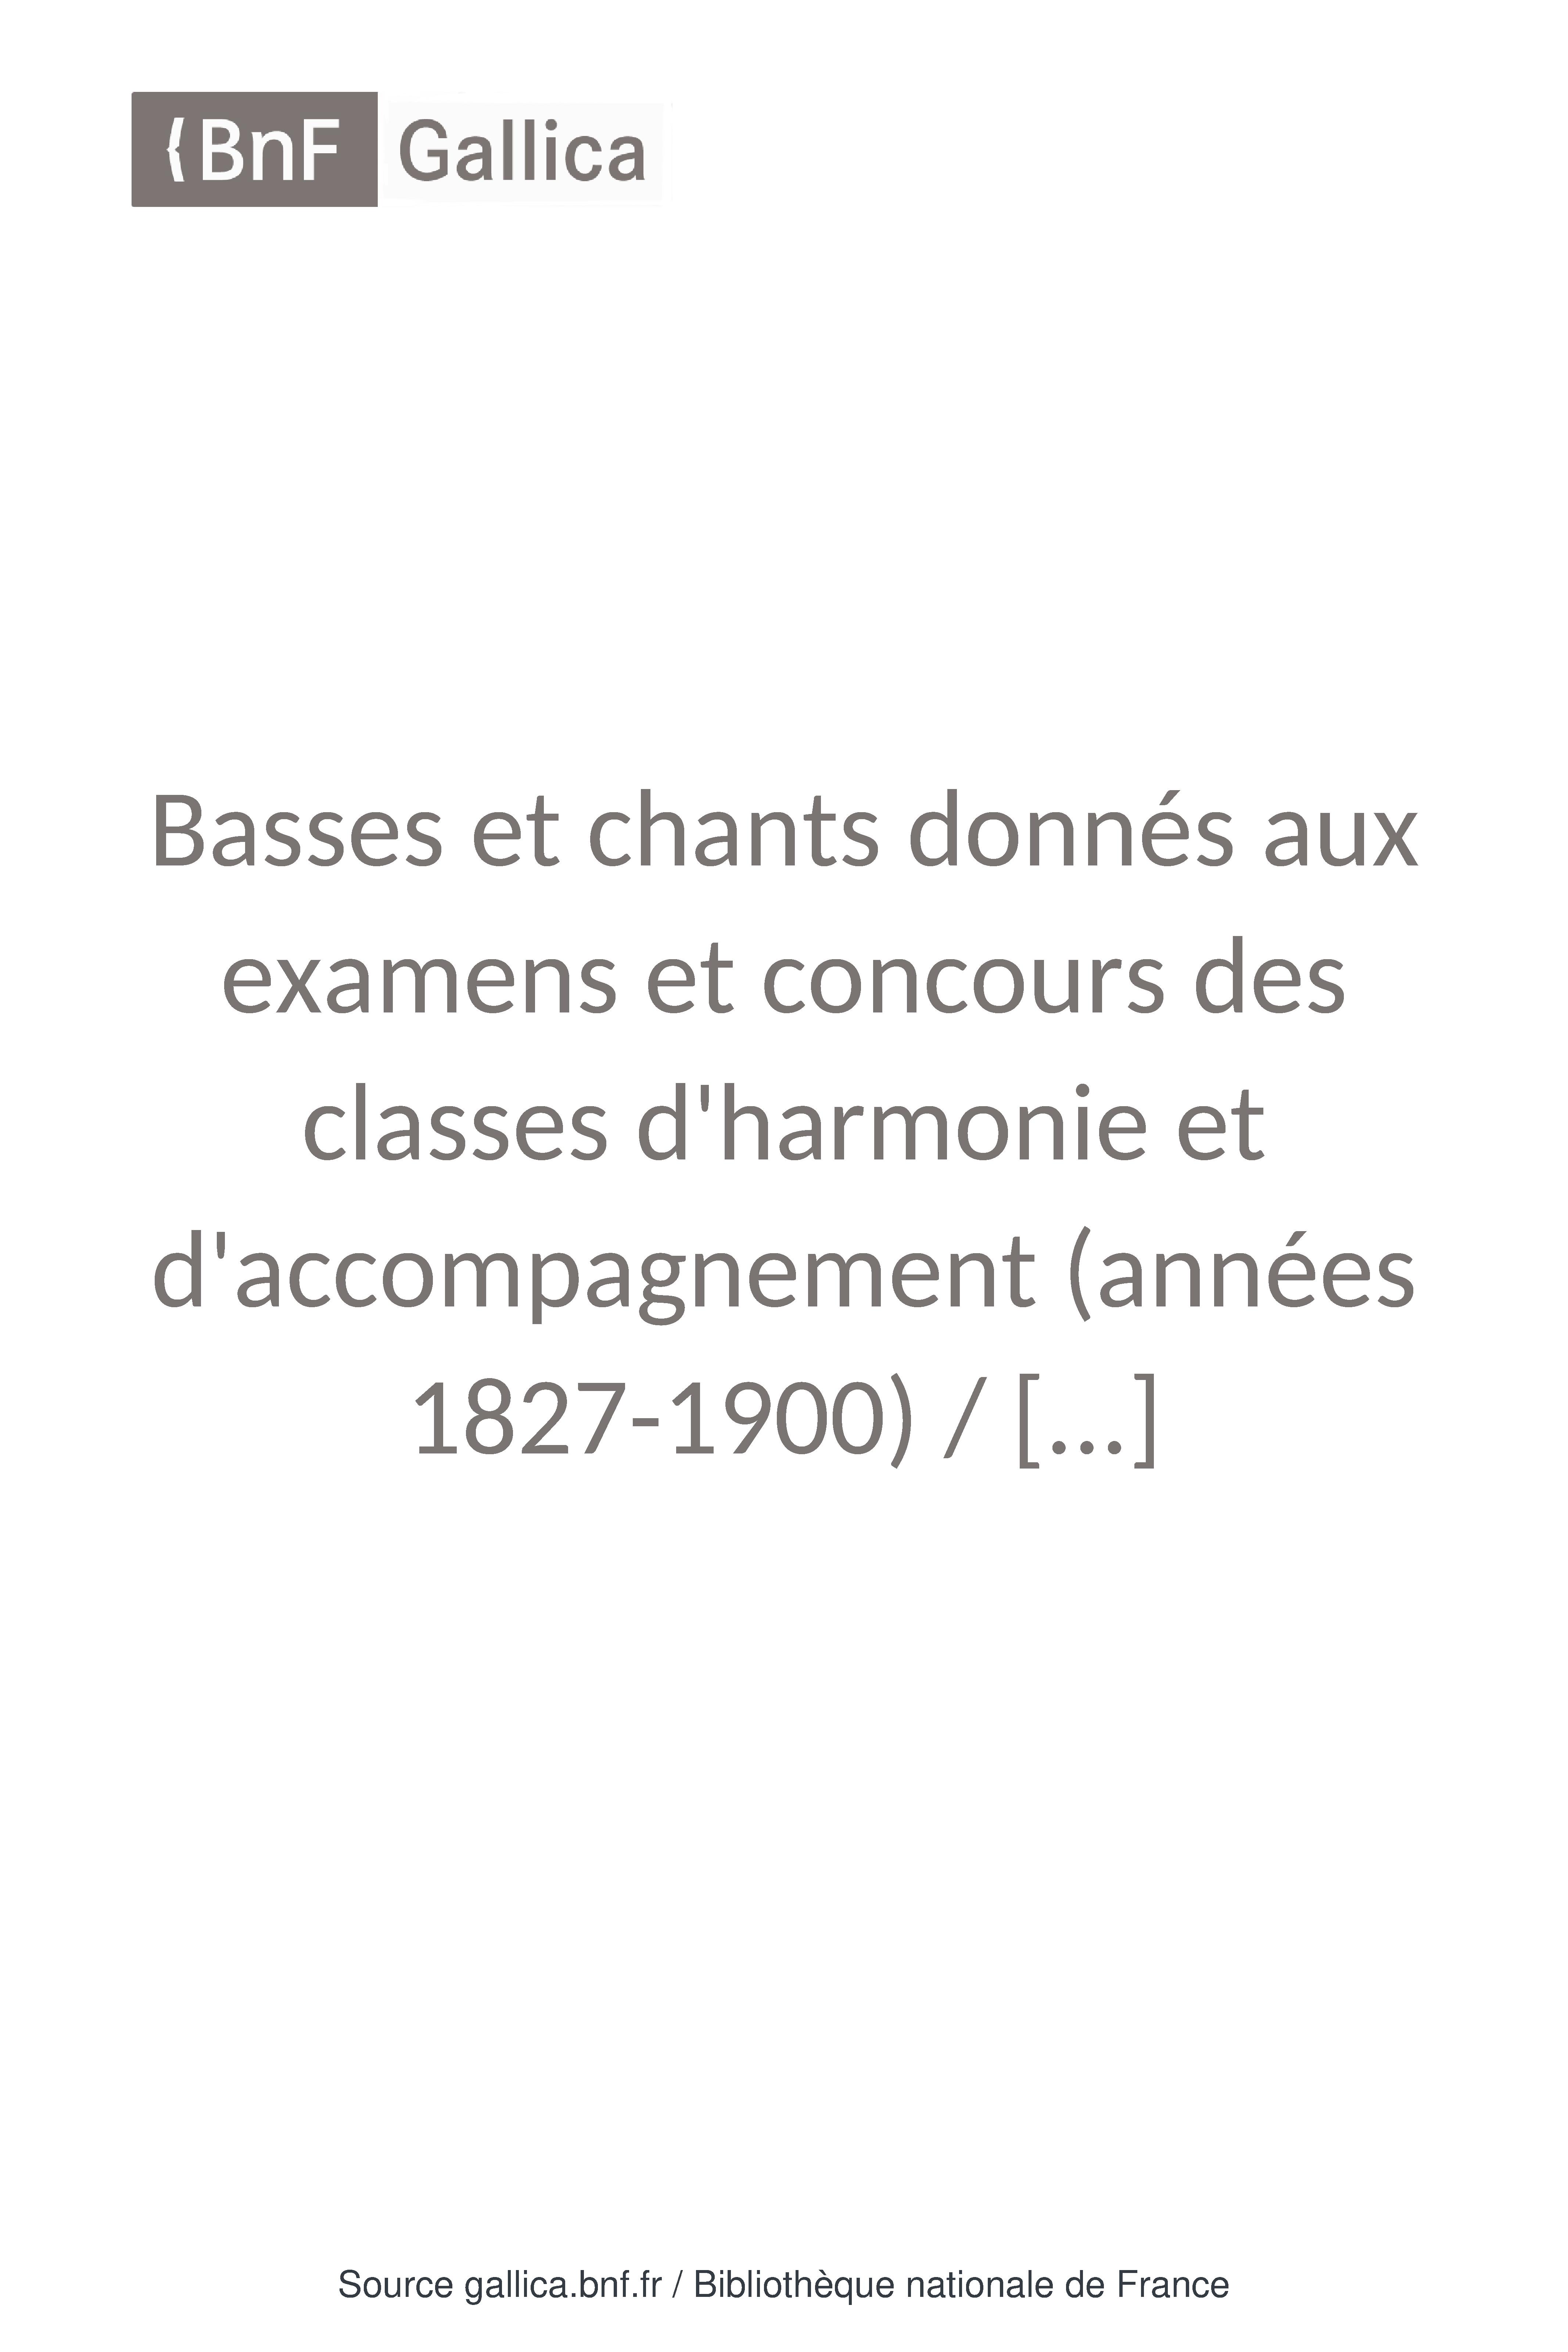 BnF Gallica
Basses et chants donnés aux
examens et concours des
classes d'harmonie et
d'accompagnement (années
1827-1900) / [...]
Source gallica.bnf.fr / Bibliothèque nationale de France